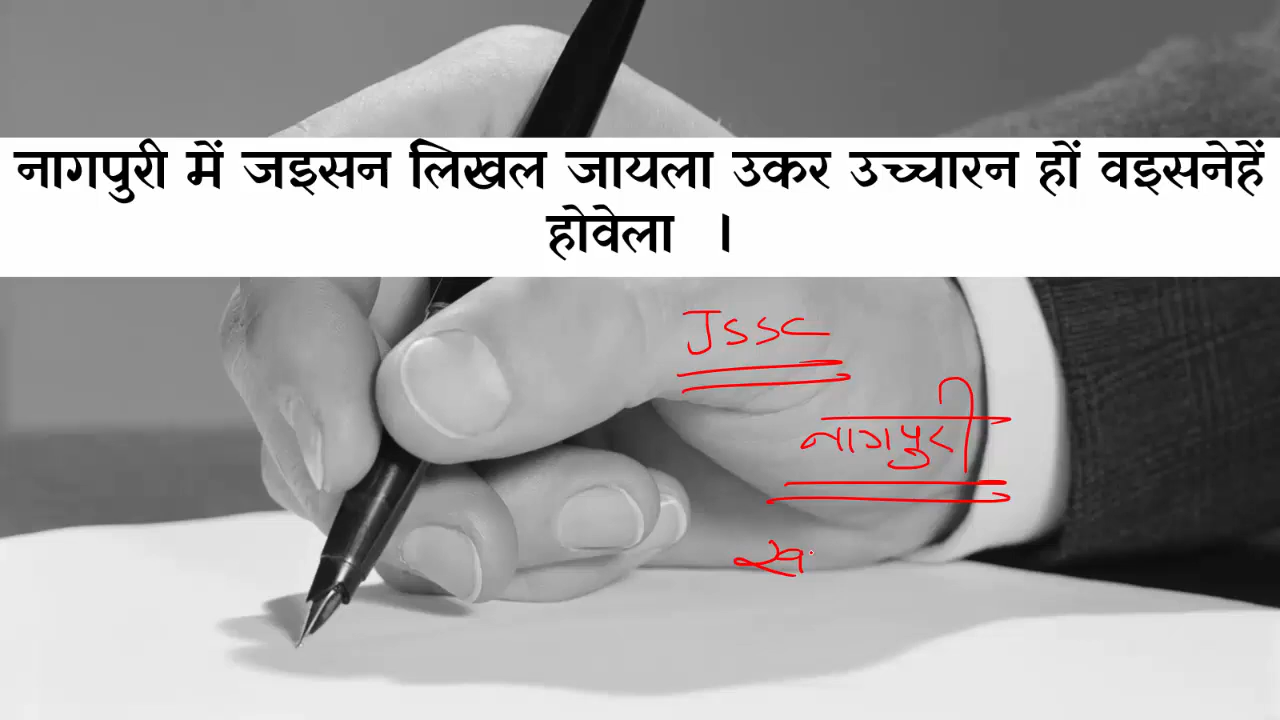 नागपुरी में जइसन लिखल जायला उकर उच्चारन हों वइसनेहें
होवेला ।
JSSC
नागपुरी